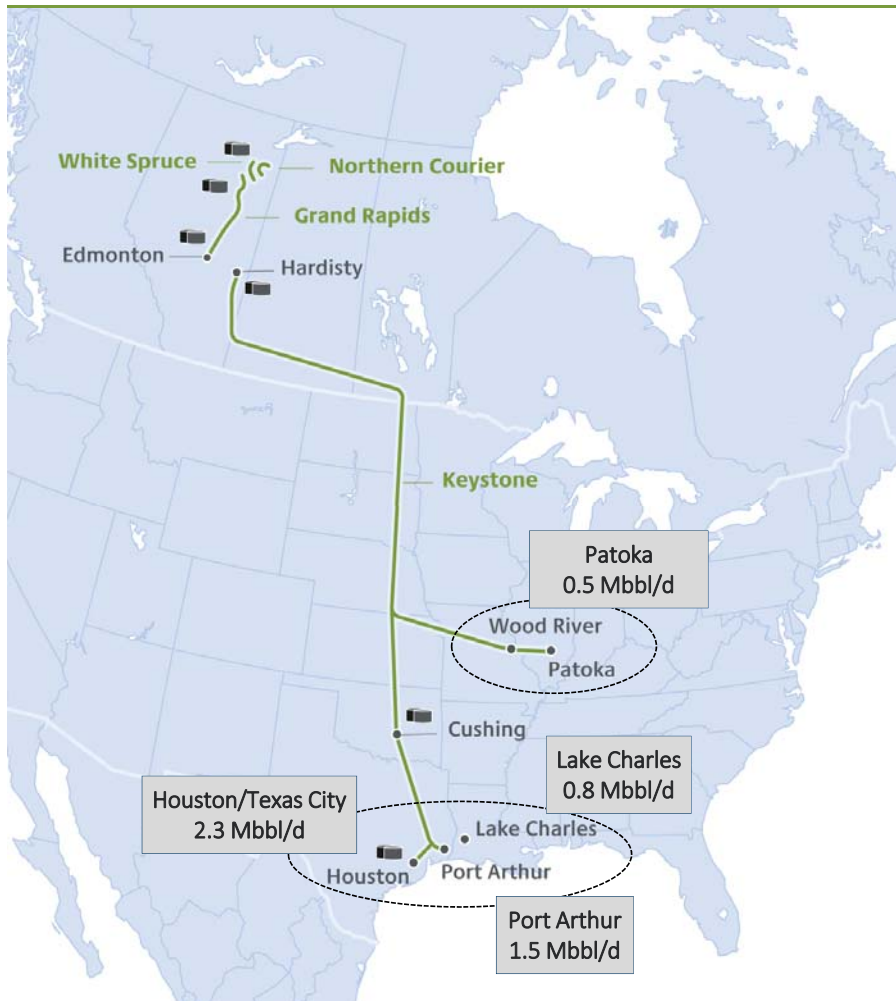 White Spruce
Northern Courier
Grand Rapids
Edmonton
Hardisty
Keystone
Patoka
0.5 Mbbl/d
Wood River
Patoka
Cushing
Lake Charles
0.8 Mbbl/d
Houston/Texas City
2.3 Mbbl/d
Lake Charles
Houston
Port Arthur
Port Arthur
1.5 Mbbl/d